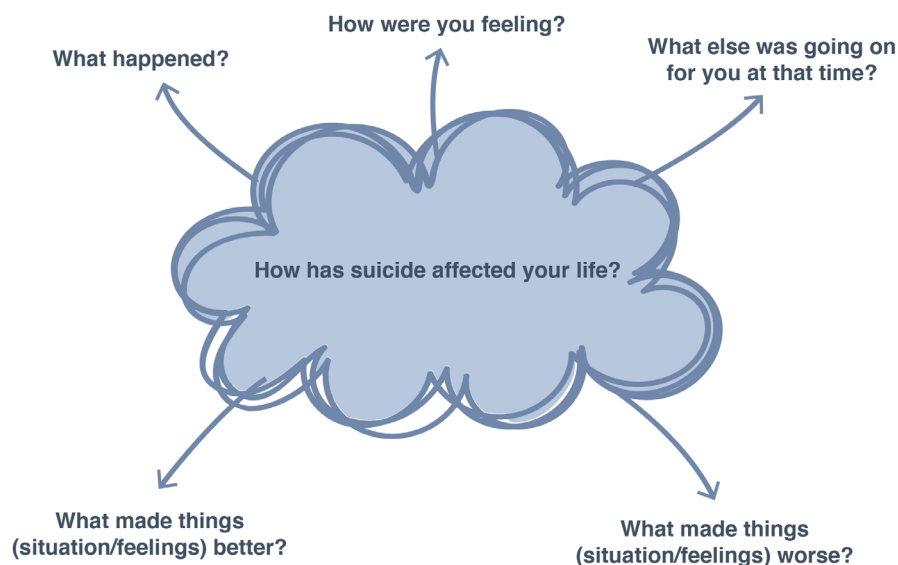 How were you feeling?
What happened?
What else was going on
for you at that time?
How has suicide affected your life?
What made things
(situation/feelings) better?
What made things
(situation/feelings) worse?